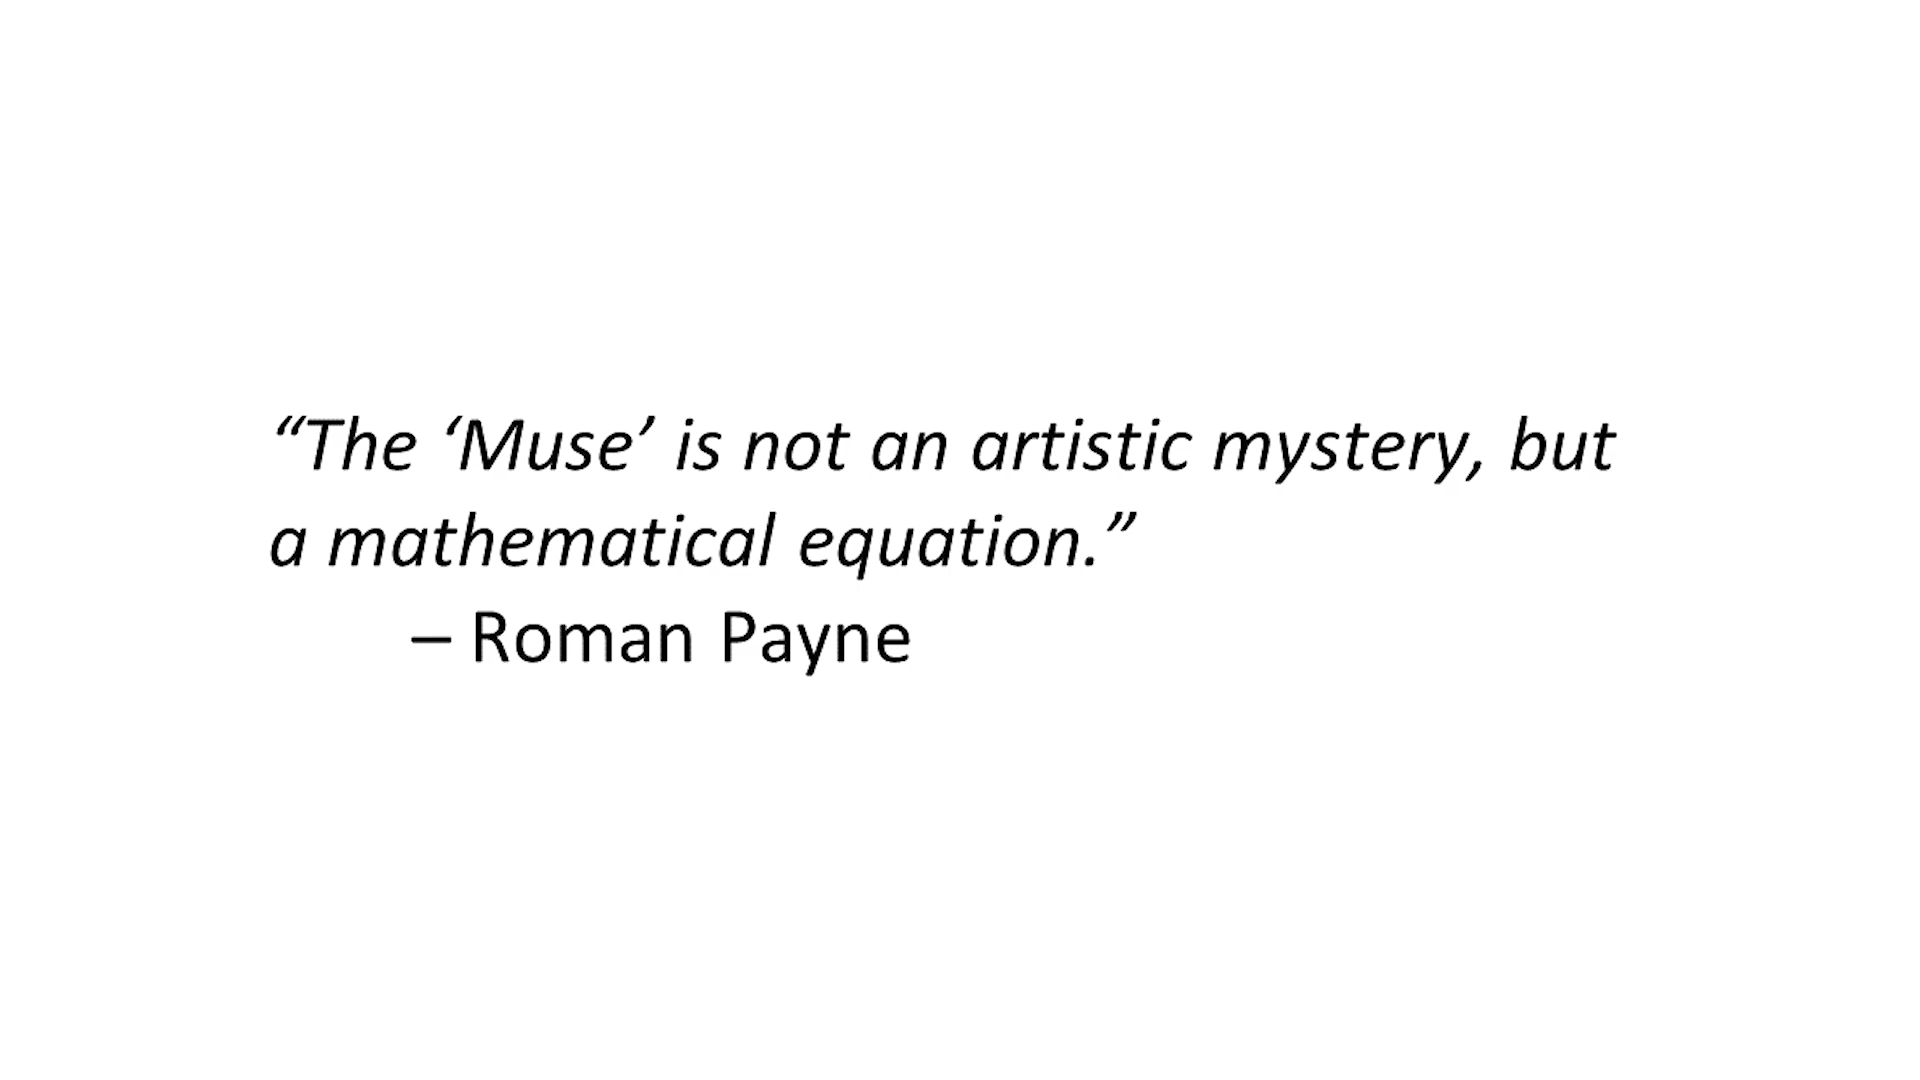 “The ‘Muse’ is not an artistic mystery, but
a mathematical equation.”
– Roman Payne